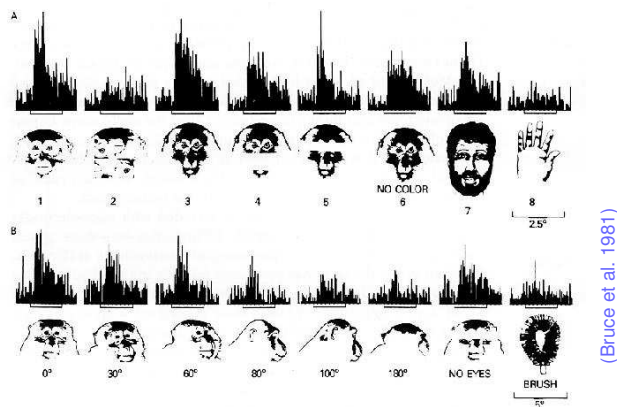 A
NO COLOR
1 2 3 4 5 6 7 8
2.5°
B
0° 30° 60° 80° 100° 180° NO EYES BRUSH
5°
(Bruce et al. 1981)